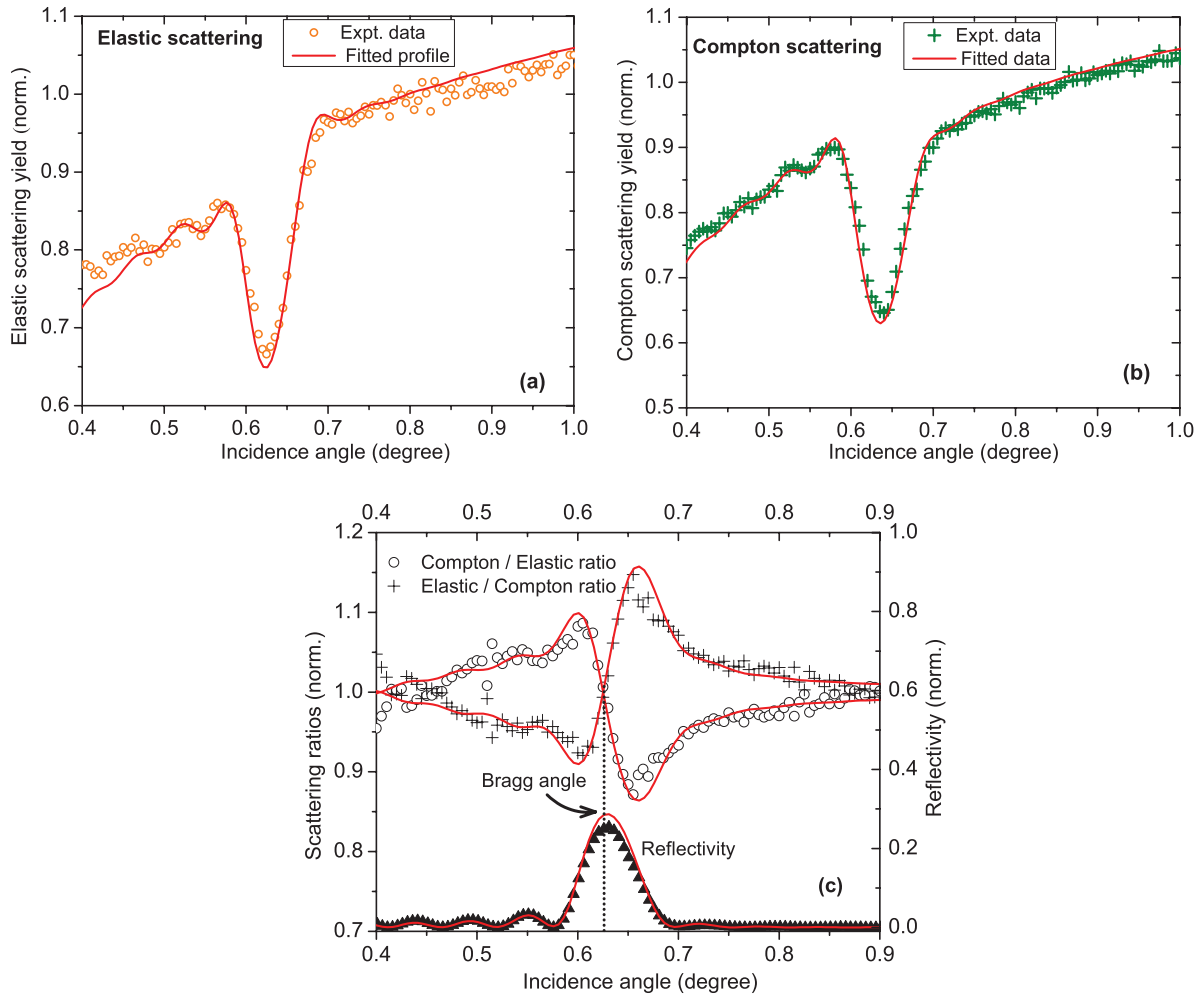 Elastic scattering
Expt. data
Fitted profile
1.1
1.0
0.9
0.8
0.7
0.6
Elastic scattering yield (norm.)
(a)
0.4 0.5 0.6 0.7 0.8 0.9 1.0
Incidence angle (degree)
Compton scattering
Expt. data
Fitted data
1.1
1.0
0.9
0.8
0.7
0.6
0.5
Compton scattering yield (norm.)
(b)
0.4 0.5 0.6 0.7 0.8 0.9 1.0
Incidence angle (degree)
0.4 0.5 0.6 0.7 0.8 0.9
1.2
1.1
1.0
0.9
0.8
0.7
Scattering ratios (norm.)
Compton / Elastic ratio
Elastic / Compton ratio
Bragg angle
Reflectivity
(c)
1.0
0.8
0.6
0.4
0.2
0.0
Reflectivity (norm.)
0.4 0.5 0.6 0.7 0.8 0.9
Incidence angle (degree)